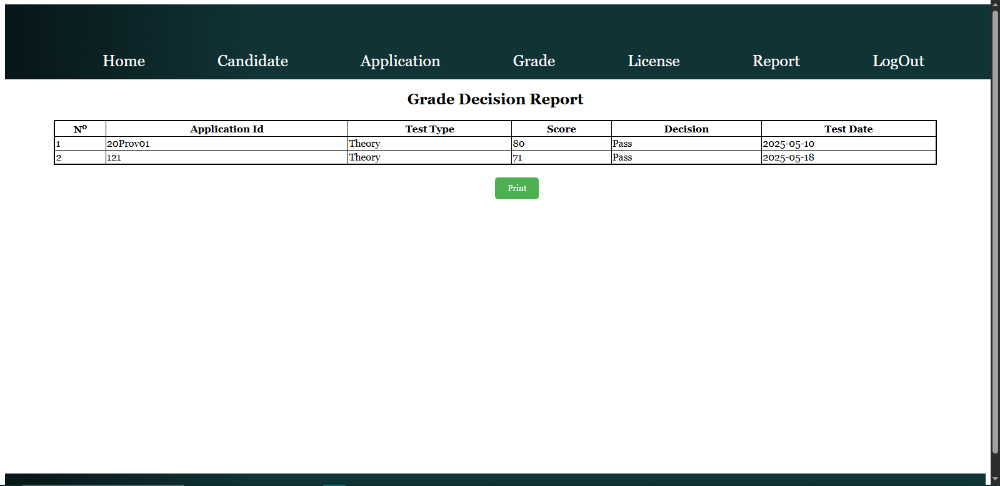 Home Candidate Application Grade License Report LogOut
Grade Decision Report
Nº Application Id Test Type Score Decision Test Date
1 20Prov01 Theory 80 Pass 2025-05-10
2 121 Theory 71 Pass 2025-05-18
Print